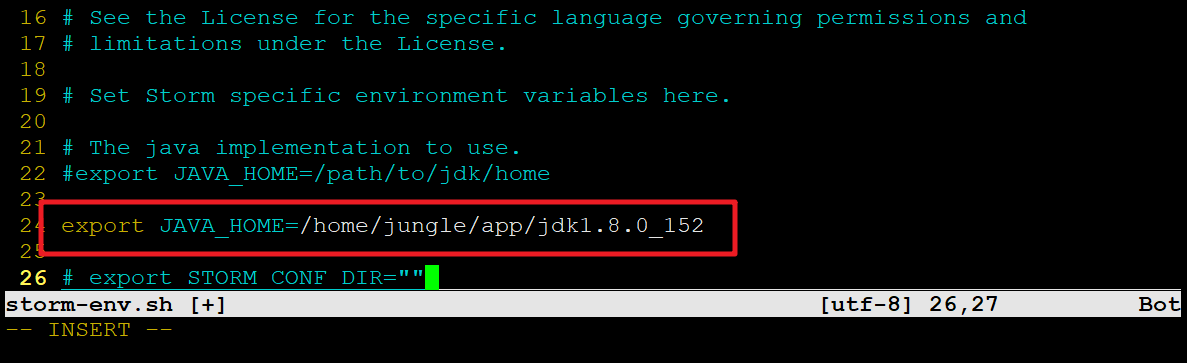 16 # See the License for the specific language governing permissions and
17 # limitations under the License.
18
19 # Set Storm specific environment variables here.
20
21 # The java implementation to use.
22 #export JAVA_HOME=/path/to/jdk/home
23
24 export JAVA_HOME=/home/jungle/app/jdk1.8.0_152
25
26 # export STORM_CONF_DIR=""
storm-env.sh [+] [utf-8] 26,27 Bot
-- INSERT --